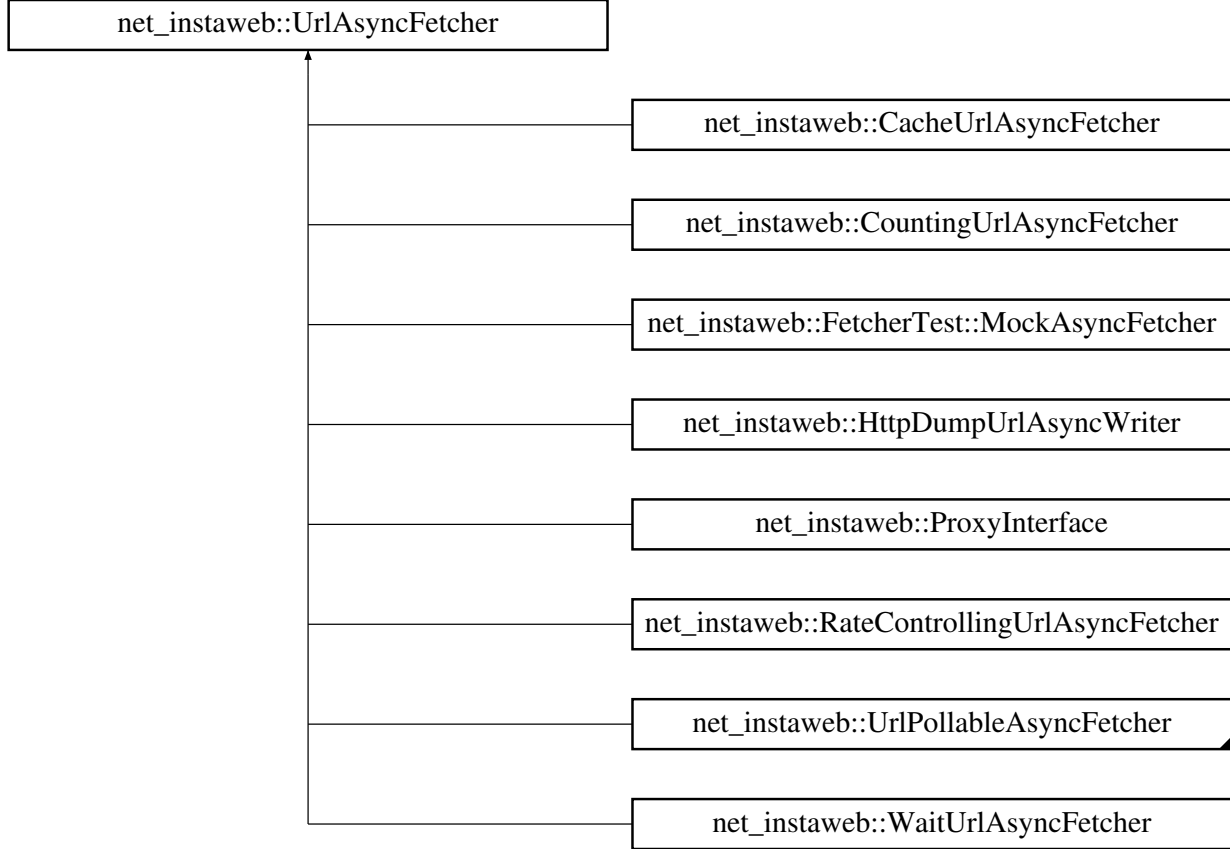 net_instaweb::UrlAsyncFetcher
net_instaweb::CacheUrlAsyncFetcher
net_instaweb::CountingUrlAsyncFetcher
net_instaweb::FetcherTest::MockAsyncFetcher
net_instaweb::HttpDumpUrlAsyncWriter
net_instaweb::ProxyInterface
net_instaweb::RateControllingUrlAsyncFetcher
net_instaweb::UrlPollableAsyncFetcher
net_instaweb::WaitUrlAsyncFetcher